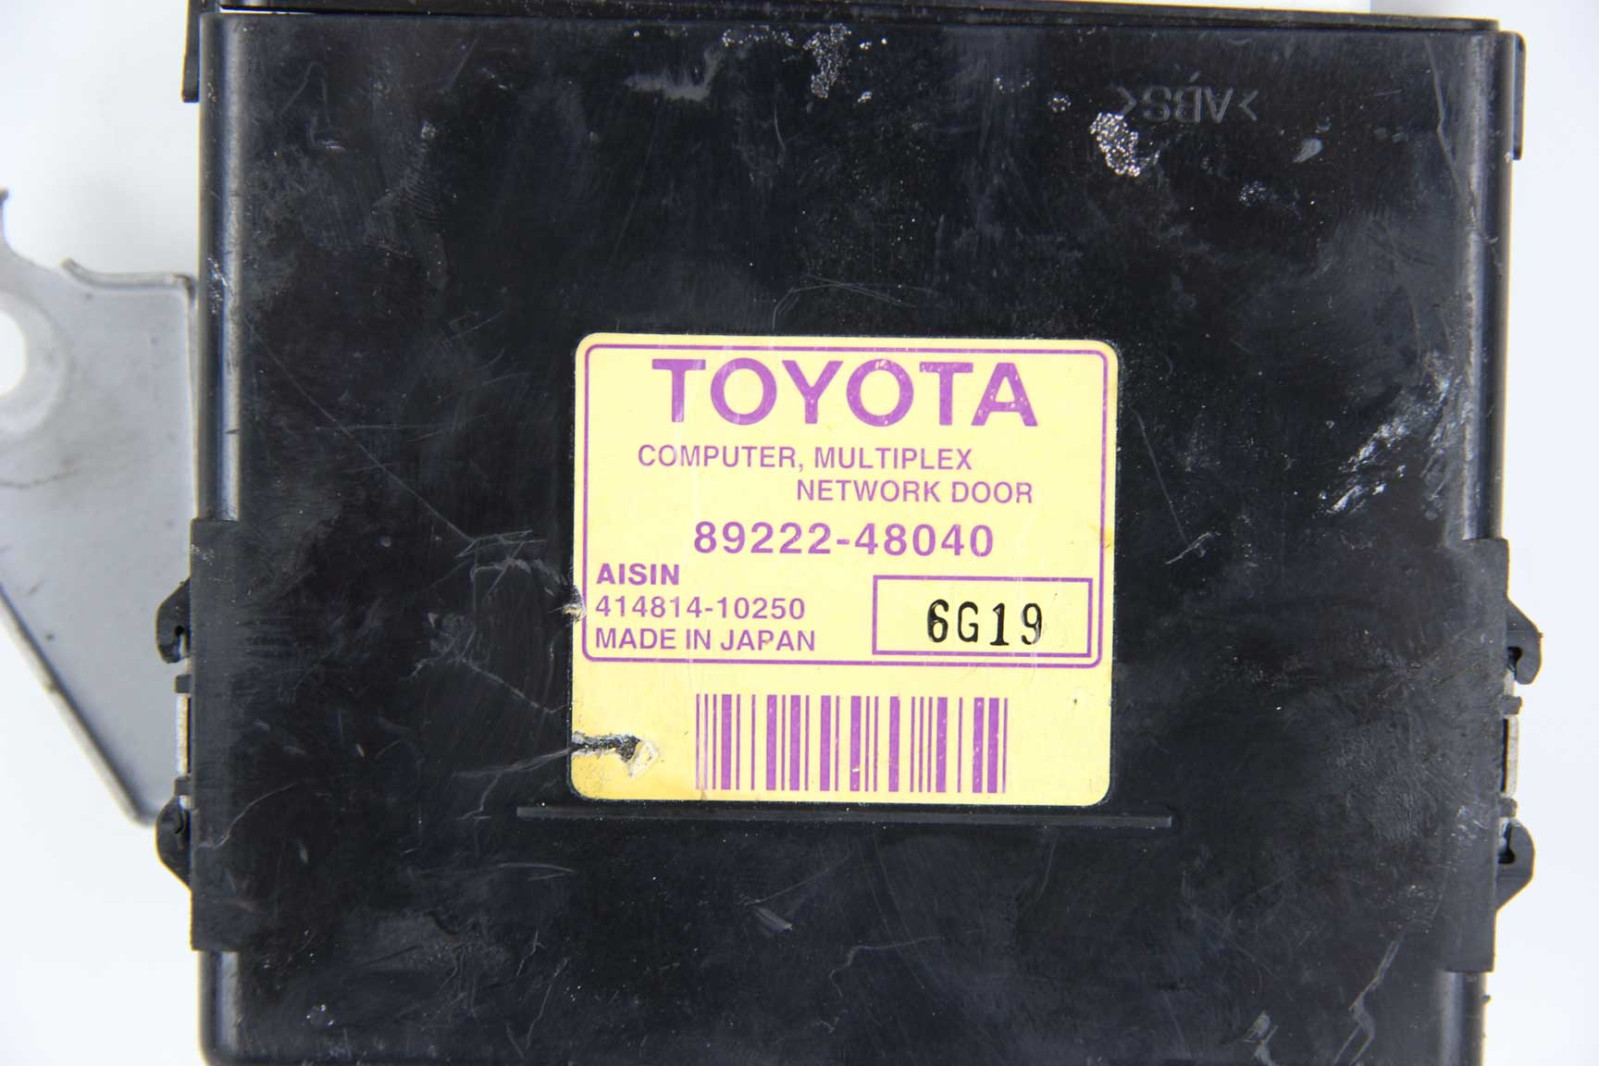 >ABS<
TOYOTA
COMPUTER, MULTIPLEX
NETWORK DOOR
89222-48040
AISIN
414814-10250
MADE IN JAPAN
6G19